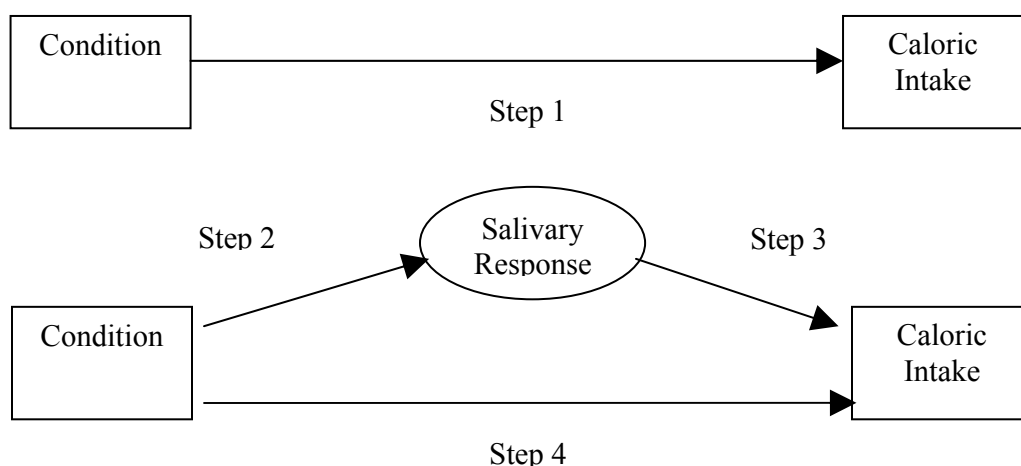 Condition
Caloric
Intake
Step 1
Salivary
Response
Step 2
Step 3
Condition
Caloric
Intake
Step 4